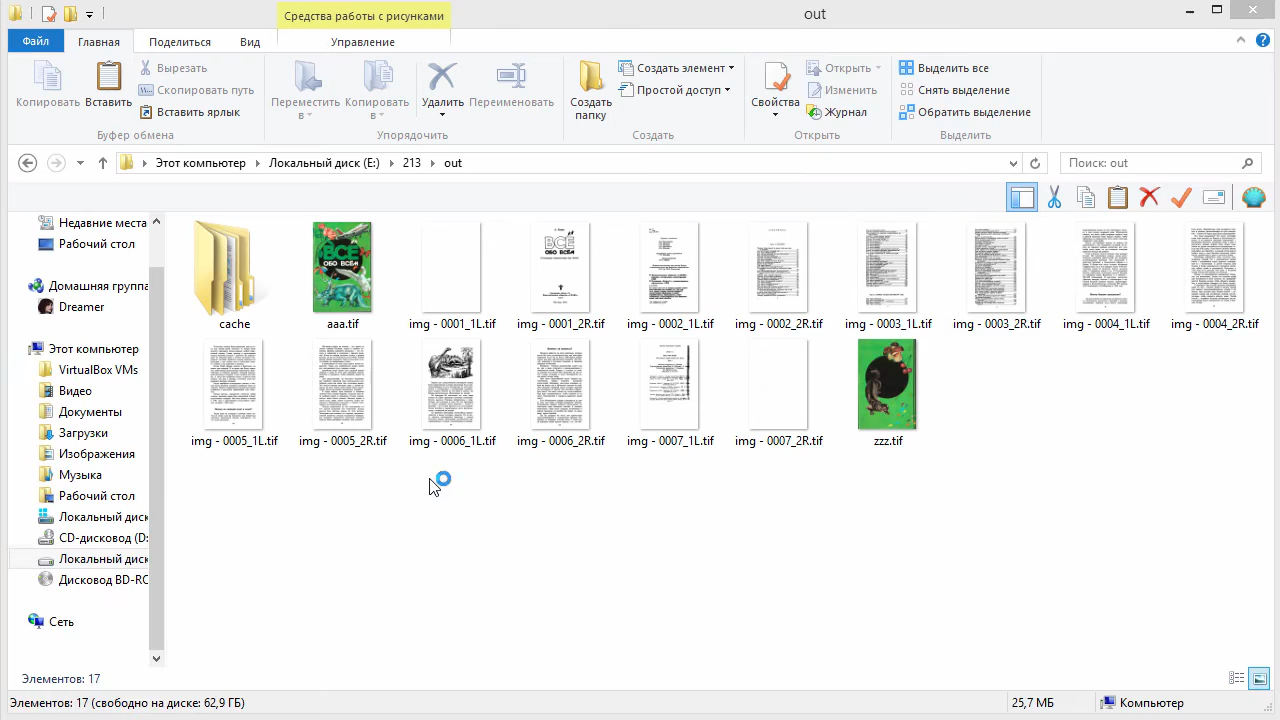 Средства работы с рисунками
out
Файл
Главная
Поделиться
Вид
Управление
Копировать
Вставить
Вырезать
Скопировать путь
Вставить ярлык
Буфер обмена
Переместить в
Копировать в
Удалить
Переименовать
Упорядочить
Создать папку
Создать элемент
Простой доступ
Создать
Свойства
Открыть
Изменить
Журнал
Открыть
Выделить все
Снять выделение
Обратить выделение
Выделить
Этот компьютер
Локальный диск (E:)
213
out
Поиск: out
Недавние места
Рабочий стол
Домашняя группа
Dreamer
Этот компьютер
VirtualBox VMs
Видео
Документы
Загрузки
Изображения
Музыка
Рабочий стол
Локальный диск
CD-дисковод (D:
Локальный диск
Дисковод BD-RO
Сеть
ВСЁ
ОБО ВСЁМ
ВСЁ
ОБО ВСЁМ
cache
aaa.tif
img - 0001_1L.tif
img - 0001_2R.tif
img - 0002_1L.tif
img - 0002_2R.tif
img - 0003_1L.tif
img - 0003_2R.tif
img - 0004_1L.tif
img - 0004_2R.tif
img - 0005_1L.tif
img - 0005_2R.tif
img - 0006_1L.tif
img - 0006_2R.tif
img - 0007_1L.tif
img - 0007_2R.tif
zzz.tif
Элементов: 17
Элементов: 17 (свободно на диске: 62,9 ГБ)
25,7 МБ
Компьютер